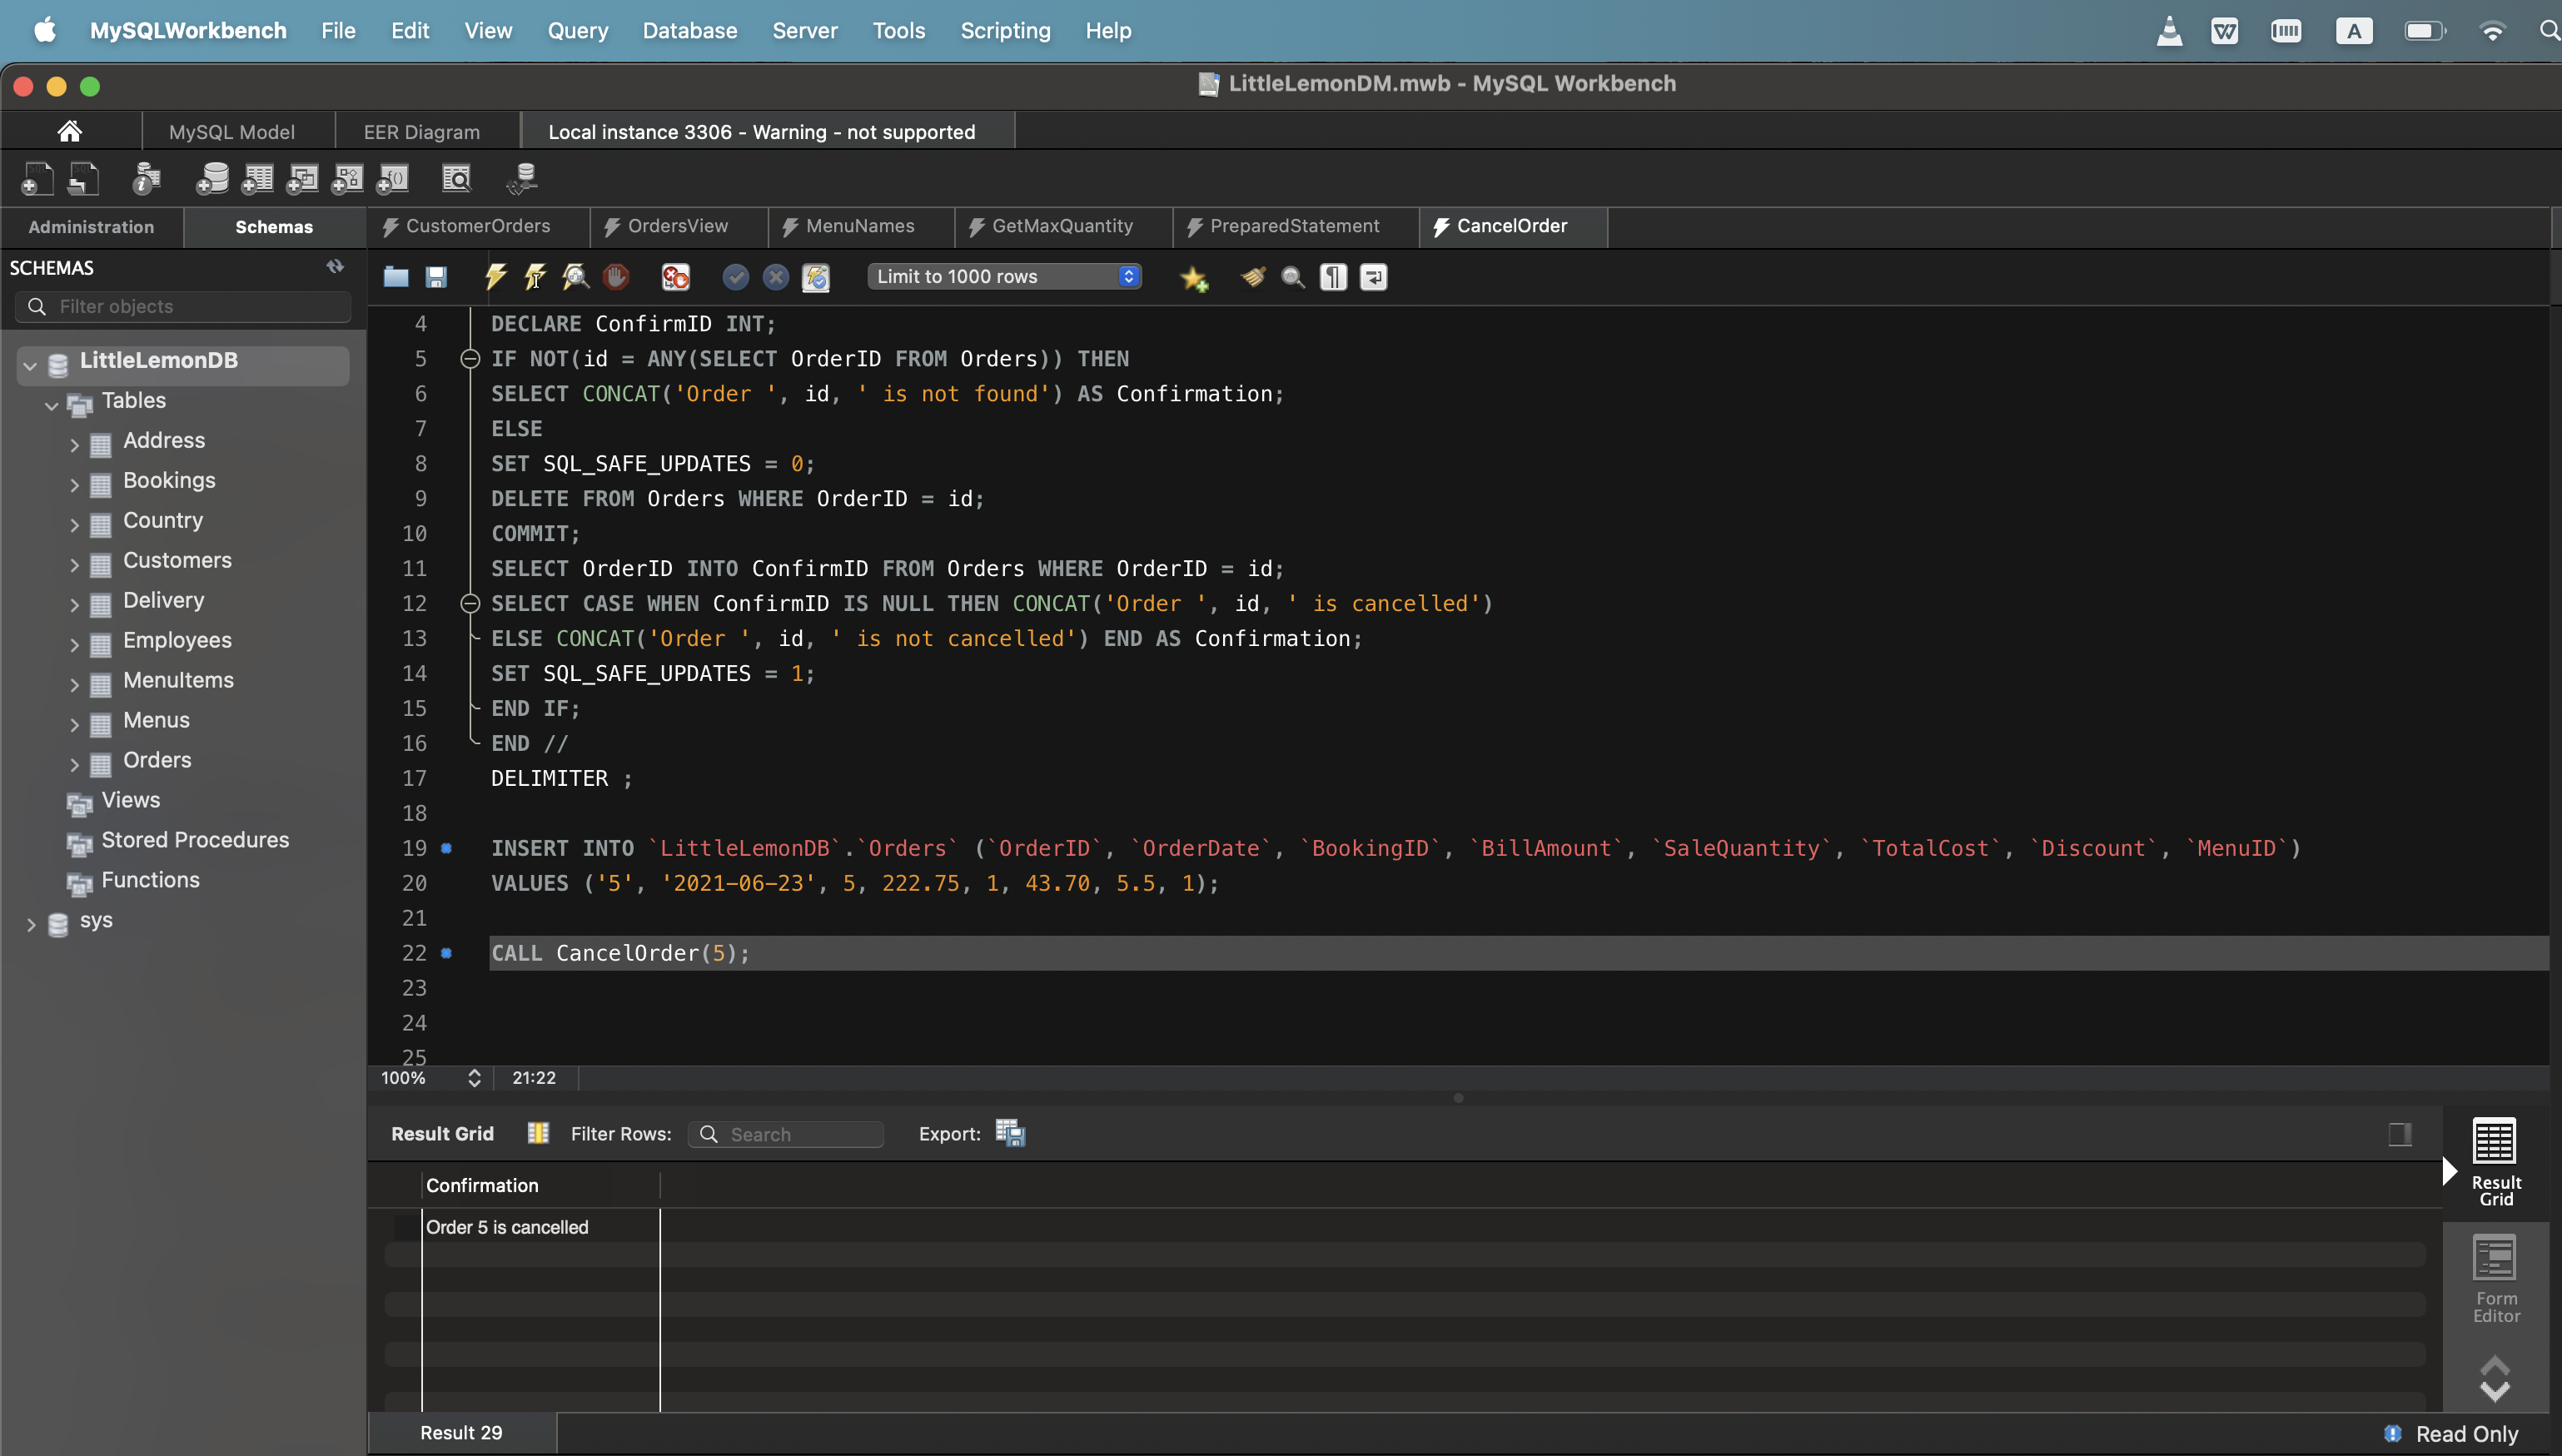 MySQLWorkbench File Edit View Query Database Server Tools Scripting Help
A
LittleLemonDM.mwb - MySQL Workbench
MySQL Model EER Diagram Local instance 3306 - Warning - not supported
Administration Schemas CustomerOrders OrdersView MenuNames GetMaxQuantity PreparedStatement CancelOrder
SCHEMAS
Limit to 1000 rows
Filter objects
LittleLemonDB
Tables
Address
Bookings
Country
Customers
Delivery
Employees
MenuItems
Menus
Orders
Views
Stored Procedures
Functions
sys
4 DECLARE ConfirmID INT;
5 IF NOT(id = ANY(SELECT OrderID FROM Orders)) THEN
6 SELECT CONCAT('Order ', id, ' is not found') AS Confirmation;
7 ELSE
8 SET SQL_SAFE_UPDATES = 0;
9 DELETE FROM Orders WHERE OrderID = id;
10 COMMIT;
11 SELECT OrderID INTO ConfirmID FROM Orders WHERE OrderID = id;
12 SELECT CASE WHEN ConfirmID IS NULL THEN CONCAT('Order ', id, ' is cancelled')
13 ELSE CONCAT('Order ', id, ' is not cancelled') END AS Confirmation;
14 SET SQL_SAFE_UPDATES = 1;
15 END IF;
16 END //
17 DELIMITER ;
18
19 INSERT INTO `LittleLemonDB`.`Orders` (`OrderID`, `OrderDate`, `BookingID`, `BillAmount`, `SaleQuantity`, `TotalCost`, `Discount`, `MenuID`)
20 VALUES ('5', '2021-06-23', 5, 222.75, 1, 43.70, 5.5, 1);
21
22 CALL CancelOrder(5);
23
24
25
100% 21:22
Result Grid Filter Rows: Search Export:
Confirmation
Order 5 is cancelled
Result
Grid
Form
Editor
Result 29
Read Only